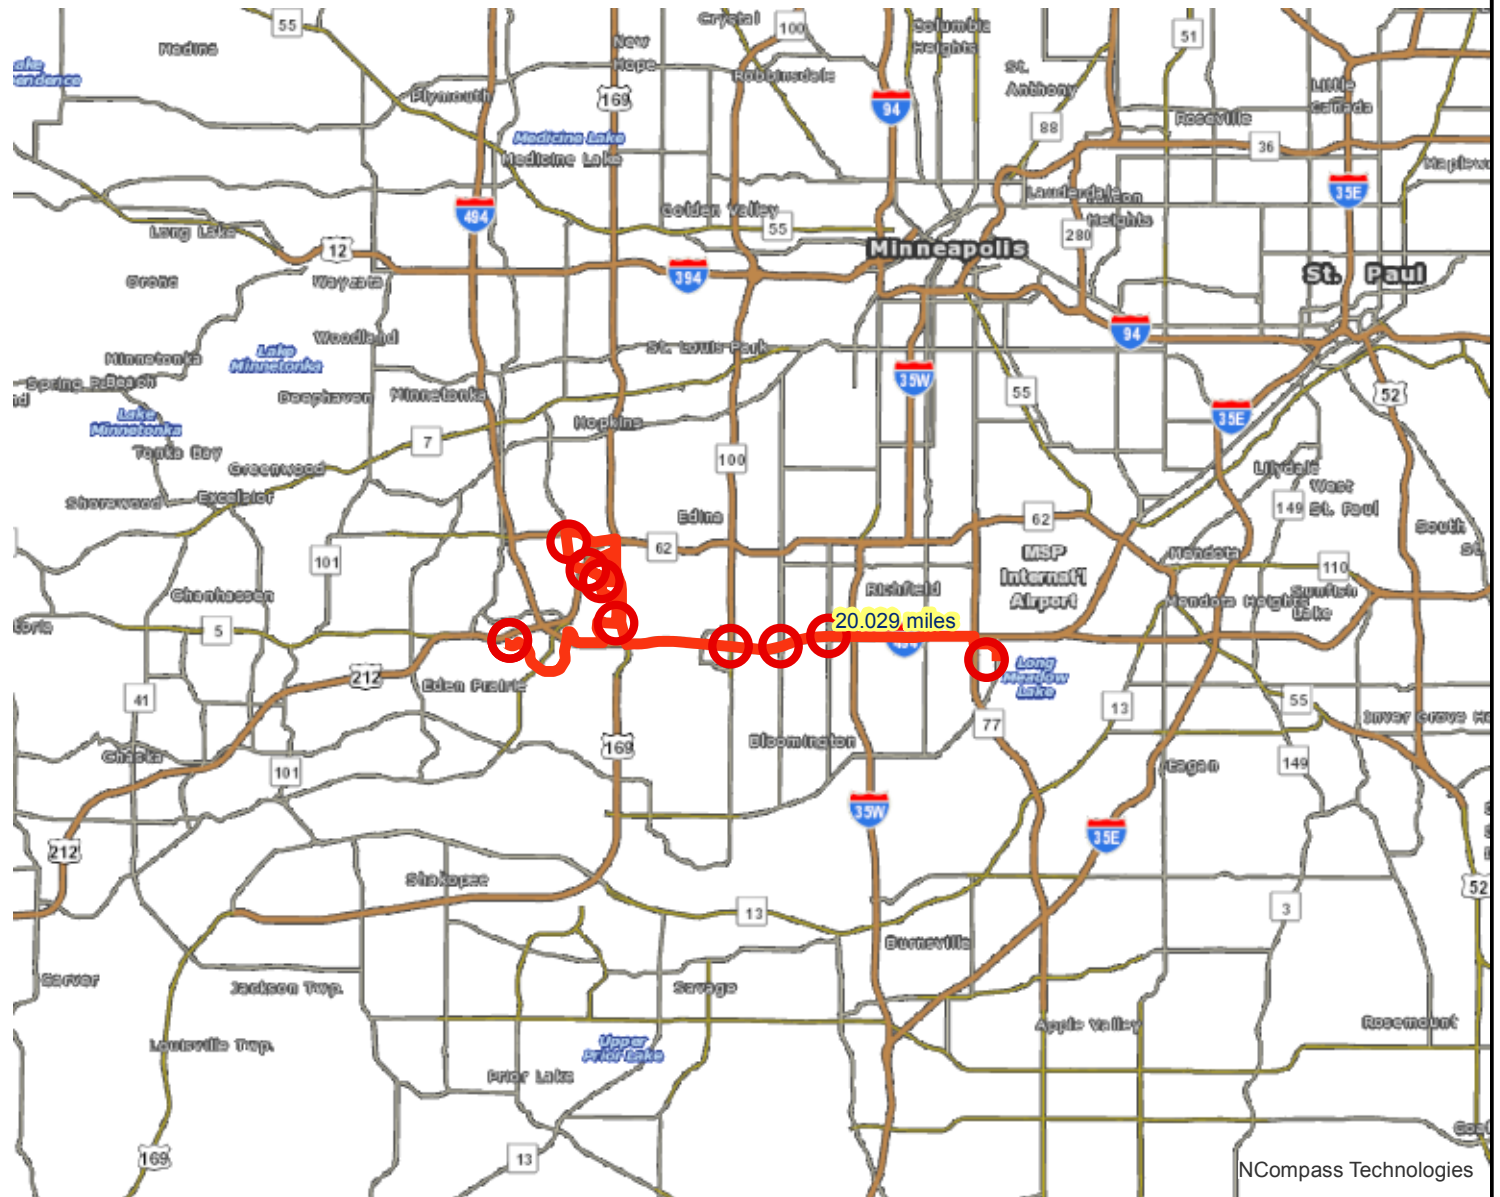 55
Crystal
100
Columbia
Heights
51
Medina
New
Hope
Robbinsdale
St.
Anthony
Little
Canada
Plymouth
169
94
88
Roseville
Medicine Lake
Medicine Lake
36
35E
494
Golden Valley
55
Lauderdale
Heights
280
Long Lake
12
Minneapolis
St. Paul
Orono
Wayzata
394
94
Woodland
St. Louis Park
Minnetonka
Beach
Lake
Minnetonka
Deephaven
Minnetonka
35W
55
52
35E
Lake
Minnetonka
Hopkins
7
Tonka Bay
Greenwood
100
Lilydale
Shorewood
Excelsior
West
St. Paul
149
Edina
62
62
South
St.
101
MSP
Internat'l
Airport
Mendota
110
Richfield
Chanhassen
Mendota Heights
Sunfish
Lake
5
20.029 miles
494
Long
Meadow
Lake
212
Eden Prairie
41
13
55
Inver Grove
77
Bloomington
169
Chaska
101
149
Eagan
35W
35E
212
Shakopee
52
13
3
Burnsville
Carver
Jackson Twp.
Savage
Apple Valley
Rosemount
Louisville Twp.
Upper
Prior Lake
Prior Lake
169
13
NCompass Technologies